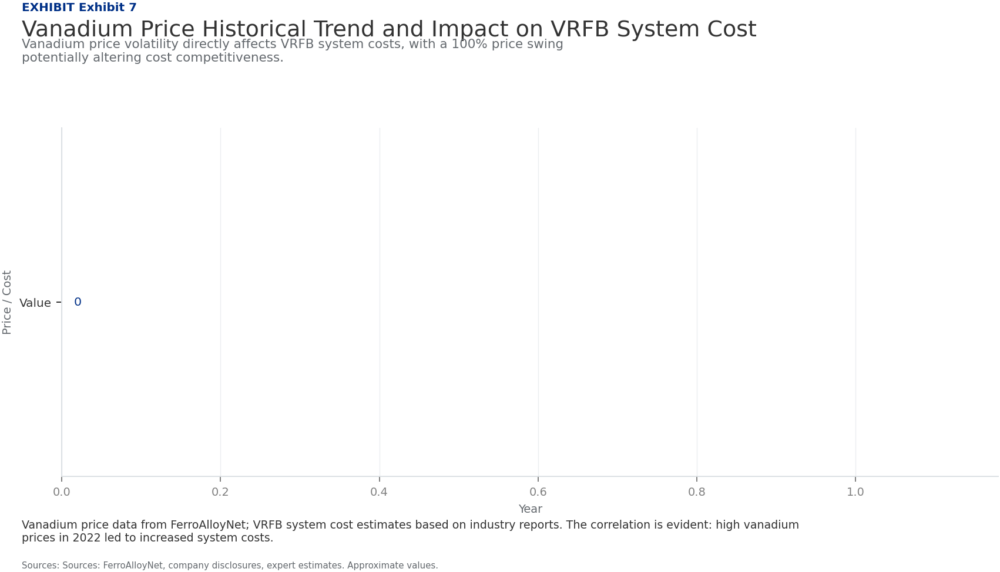 EXHIBIT Exhibit 7
Vanadium Price Historical Trend and Impact on VRFB System Cost
Vanadium price volatility directly affects VRFB system costs, with a 100% price swing
potentially altering cost competitiveness.
Price / Cost
Value
0
0.0
0.2
0.4
0.6
0.8
1.0
Year
Vanadium price data from FerroAlloyNet; VRFB system cost estimates based on industry reports. The correlation is evident: high vanadium
prices in 2022 led to increased system costs.
Sources: Sources: FerroAlloyNet, company disclosures, expert estimates. Approximate values.